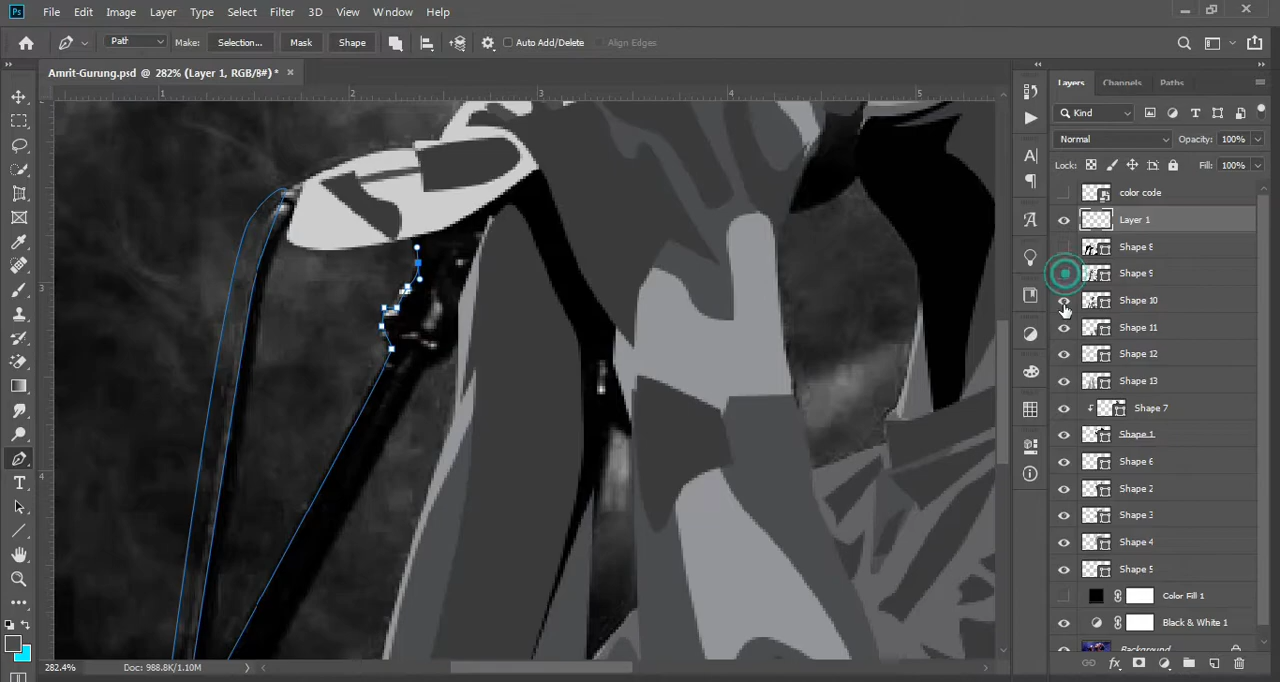 Ps File Edit Image Layer Type Select Filter 3D View Window Help
Path Make: Selection... Mask Shape Auto Add/Delete Align Edges
Amrit-Gurung.psd @ 282% (Layer 1, RGB/8#) * ×
1 2 3 4 5
3
4
Layers Channels Paths
Kind
Normal Opacity: 100%
Lock: Fill: 100%
color code
Layer 1
Shape 8
Shape 9
Shape 10
Shape 11
Shape 12
Shape 13
Shape 7
Shape 1
Shape 6
Shape 2
Shape 3
Shape 4
Shape 5
Color Fill 1
Black & White 1
Background
282.4% Doc: 988.8K/1.10M